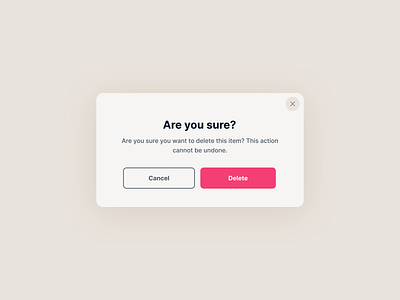 Are you sure?
Are you sure you want to delete this item? This action
cannot be undone.
Cancel
Delete